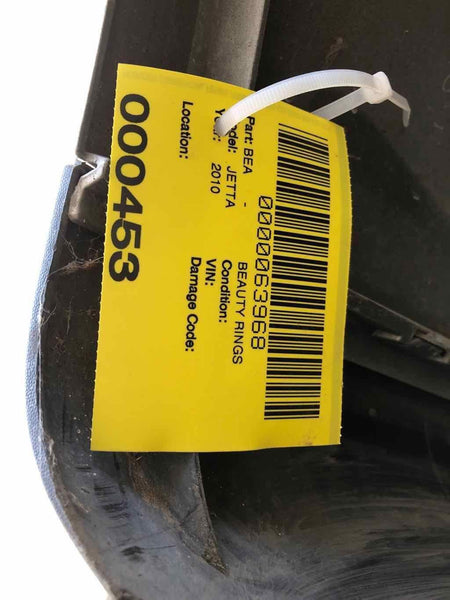 0000063968
Part: BEA - BEAUTY RINGS
Model: JETTA Condition:
Year: 2010 VIN:
Location: Damage Code:
000453